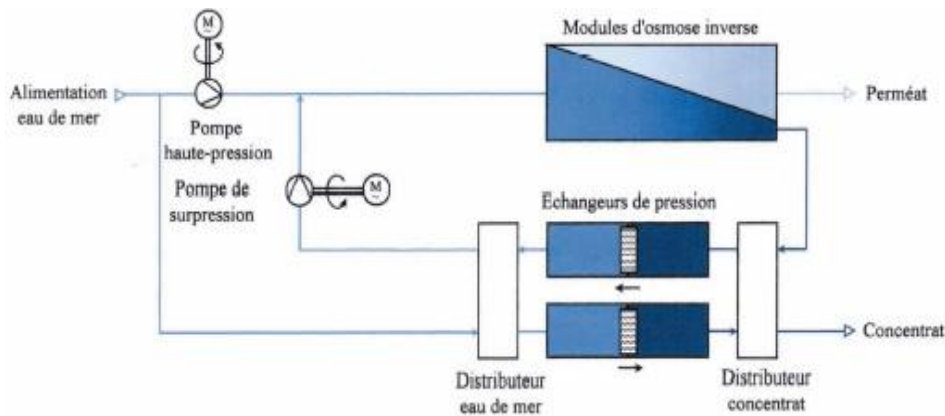 M
~
Modules d'osmose inverse
Alimentation
eau de mer
Perméat
Pompe
haute-pression
Pompe de
surpression
M
~
Echangeurs de pression
Concentrat
Distributeur
eau de mer
Distributeur
concentrat